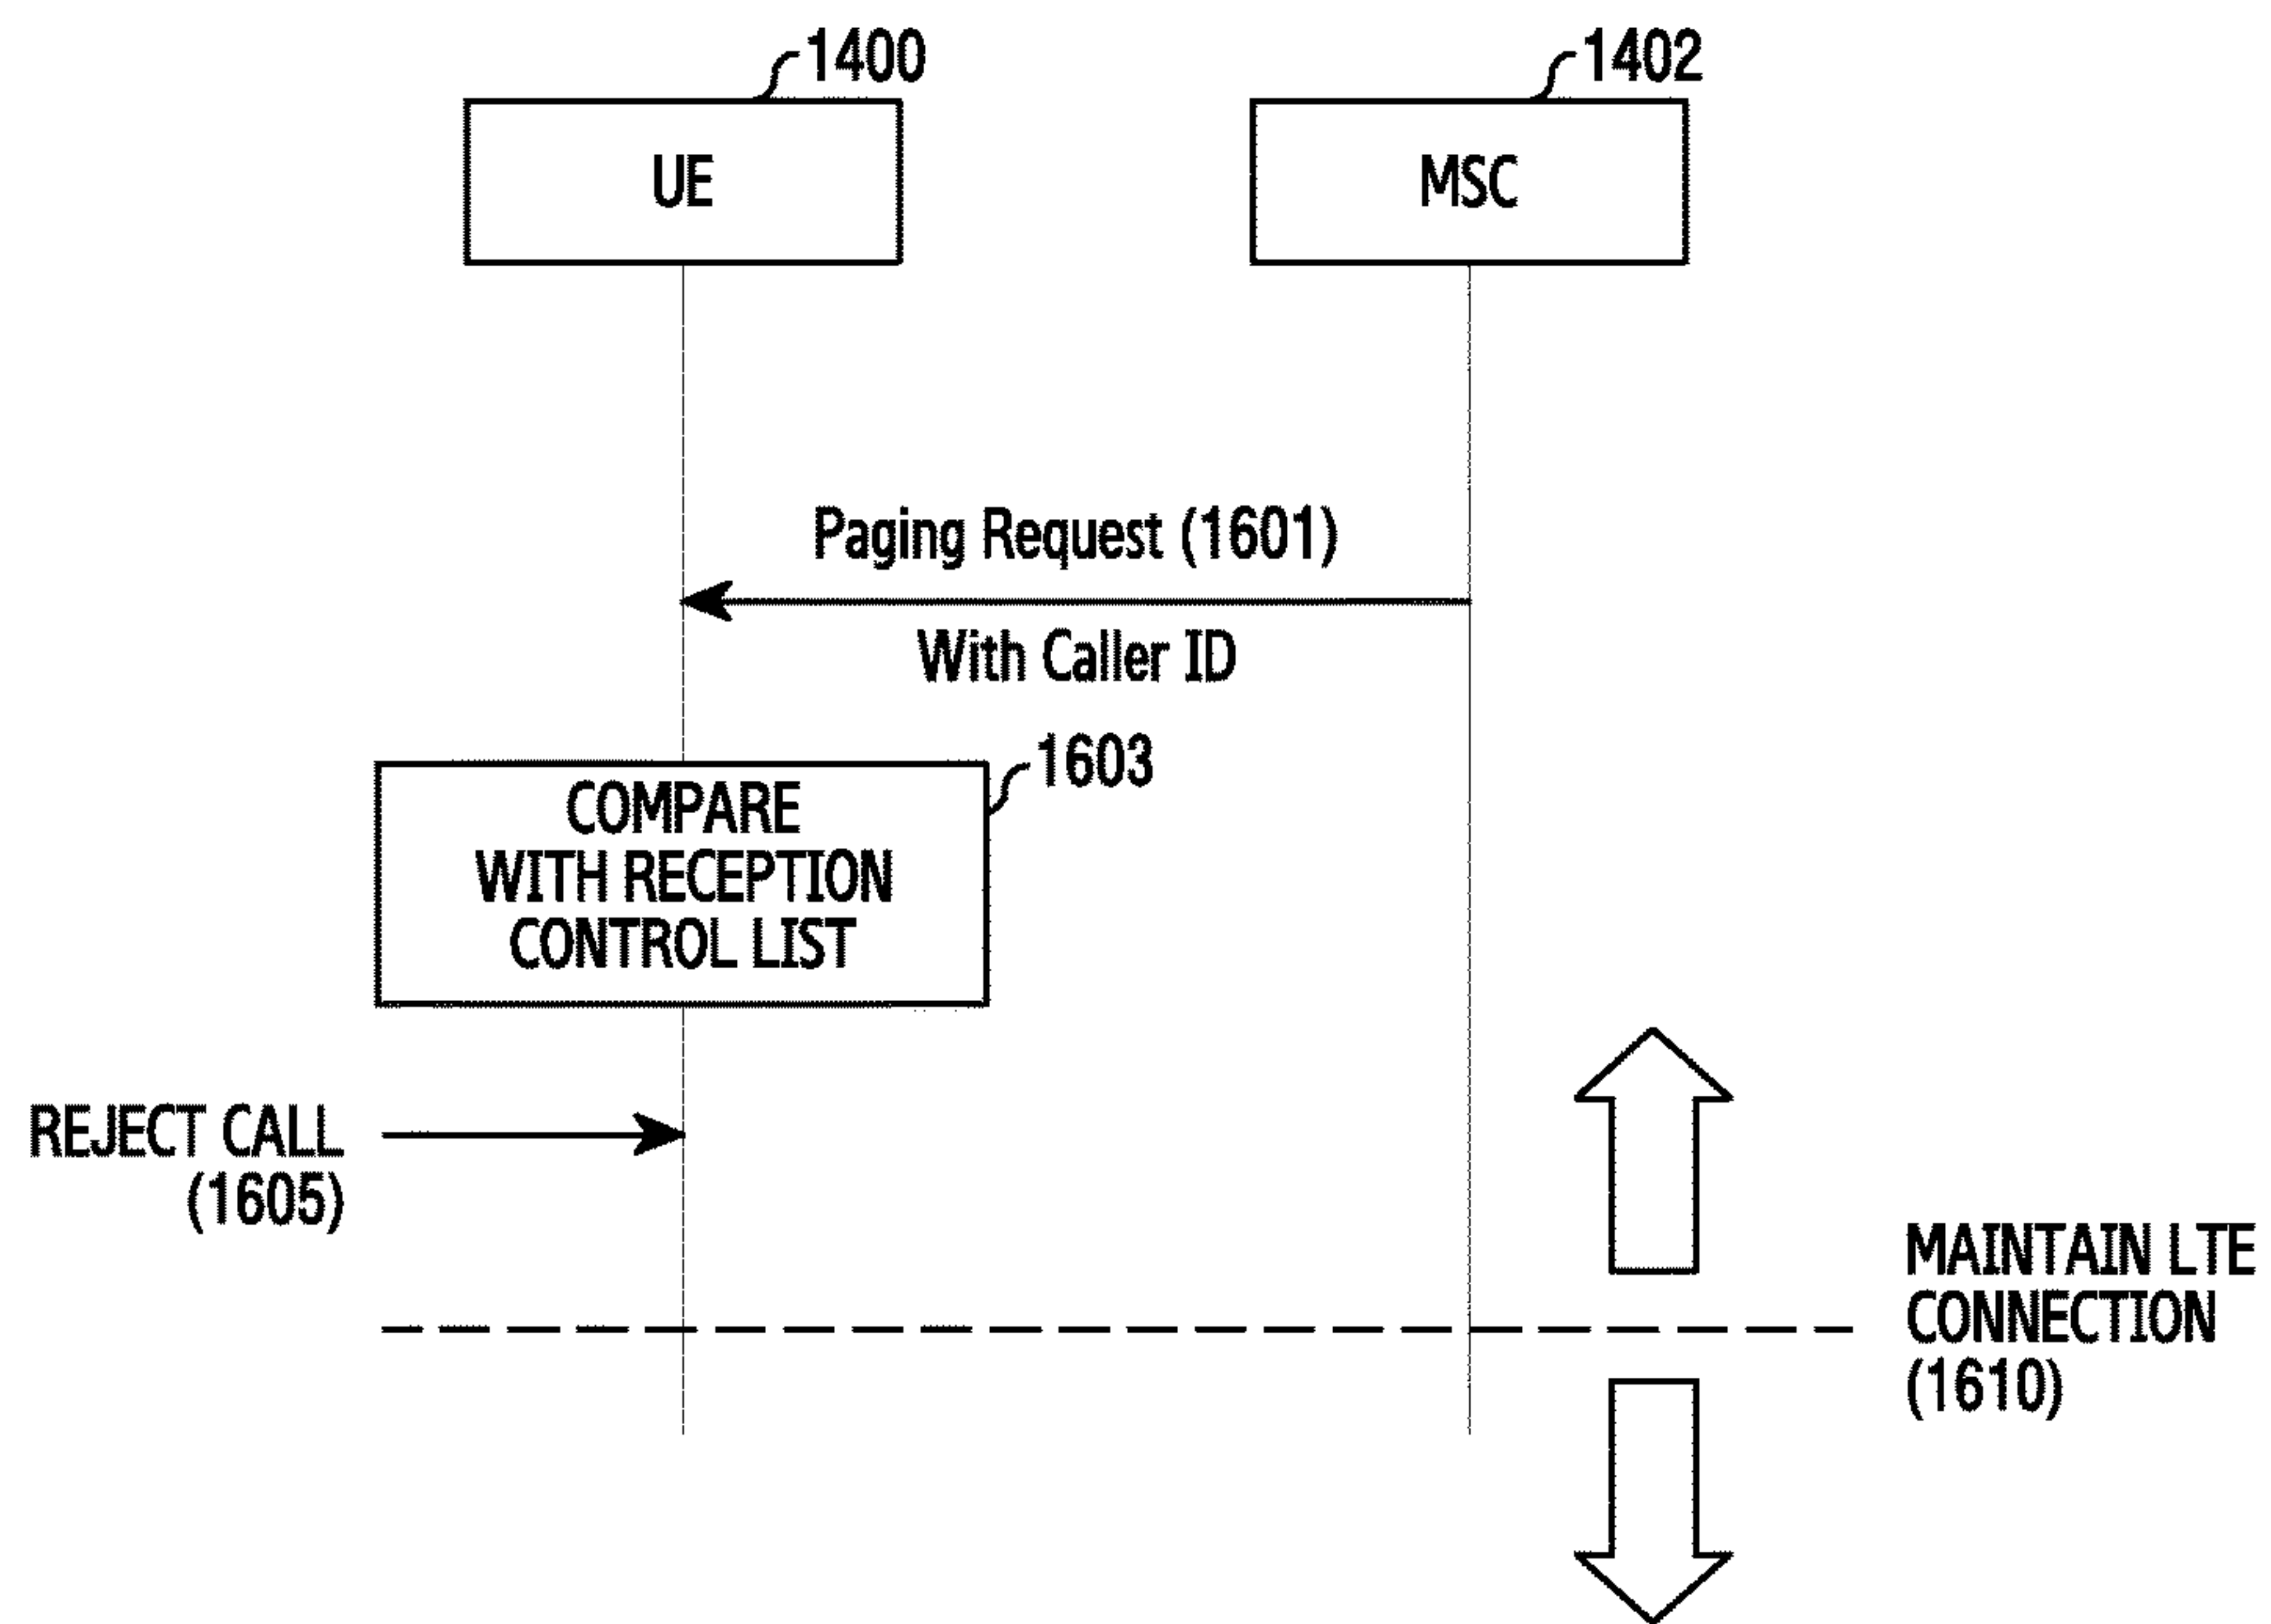 1400
1402
UE
MSC
Paging Request (1601)
With Caller ID
1603
COMPARE
WITH RECEPTION
CONTROL LIST
REJECT CALL
(1605)
MAINTAIN LTE
CONNECTION
(1610)